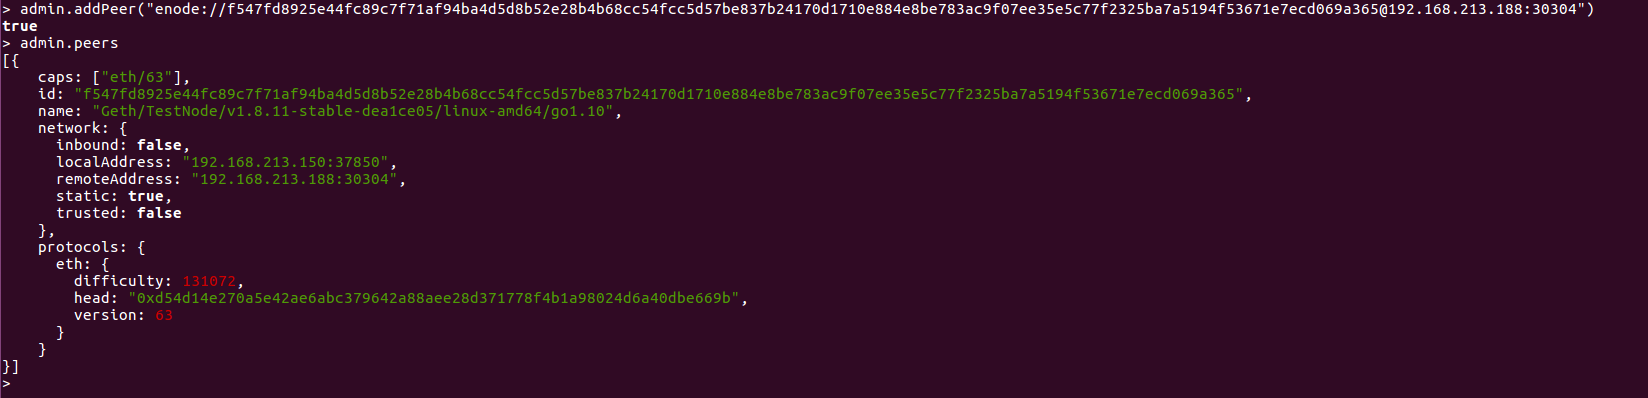 > admin.addPeer("enode://f547fd8925e44fc89c7f71af94ba4d5d8b52e28b4b68cc54fcc5d57be837b24170d1710e884e8be783ac9f07ee35e5c77f2325ba7a5194f53671e7ecd069a365@192.168.213.188:30304")
true
> admin.peers
[{
    caps: ["eth/63"],
    id: "f547fd8925e44fc89c7f71af94ba4d5d8b52e28b4b68cc54fcc5d57be837b24170d1710e884e8be783ac9f07ee35e5c77f2325ba7a5194f53671e7ecd069a365",
    name: "Geth/TestNode/v1.8.11-stable-dea1ce05/linux-amd64/go1.10",
    network: {
      inbound: false,
      localAddress: "192.168.213.150:37850",
      remoteAddress: "192.168.213.188:30304",
      static: true,
      trusted: false
    },
    protocols: {
      eth: {
        difficulty: 131072,
        head: "0xd54d14e270a5e42ae6abc379642a88aee28d371778f4b1a98024d6a40dbe669b",
        version: 63
      }
    }
}]
>